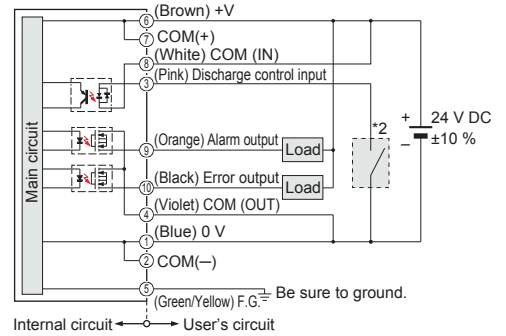 ⑥ (Brown) +V
⑦ COM(+)
⑧ (White) COM (IN)
③ (Pink) Discharge control input
*2
+
24 V DC
±10 %
–
Main circuit
⑨ (Orange) Alarm output
Load
⑩ (Black) Error output
Load
④ (Violet) COM (OUT)
① (Blue) 0 V
② COM(–)
⑤
(Green/Yellow) F.G.
Be sure to ground.
Internal circuit
User's circuit